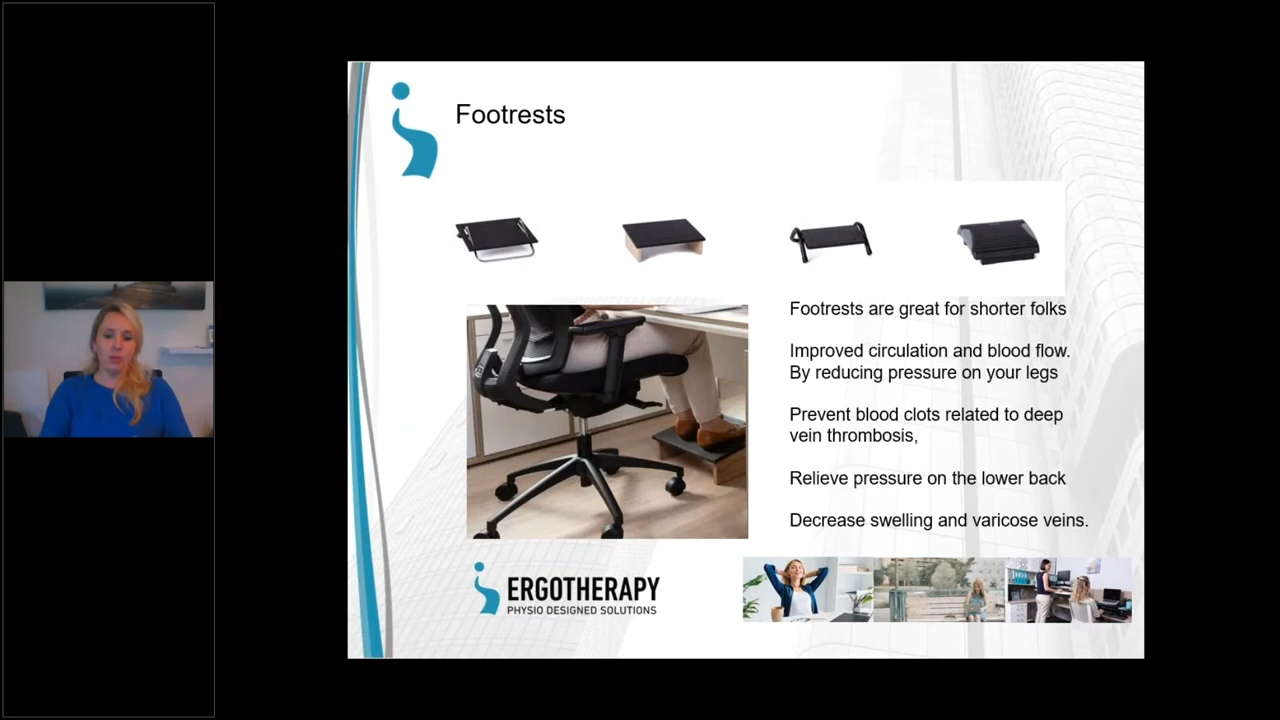 Footrests
Footrests are great for shorter folks
Improved circulation and blood flow.
By reducing pressure on your legs
Prevent blood clots related to deep
vein thrombosis,
Relieve pressure on the lower back
Decrease swelling and varicose veins.
ERGOTHERAPY
PHYSIO DESIGNED SOLUTIONS